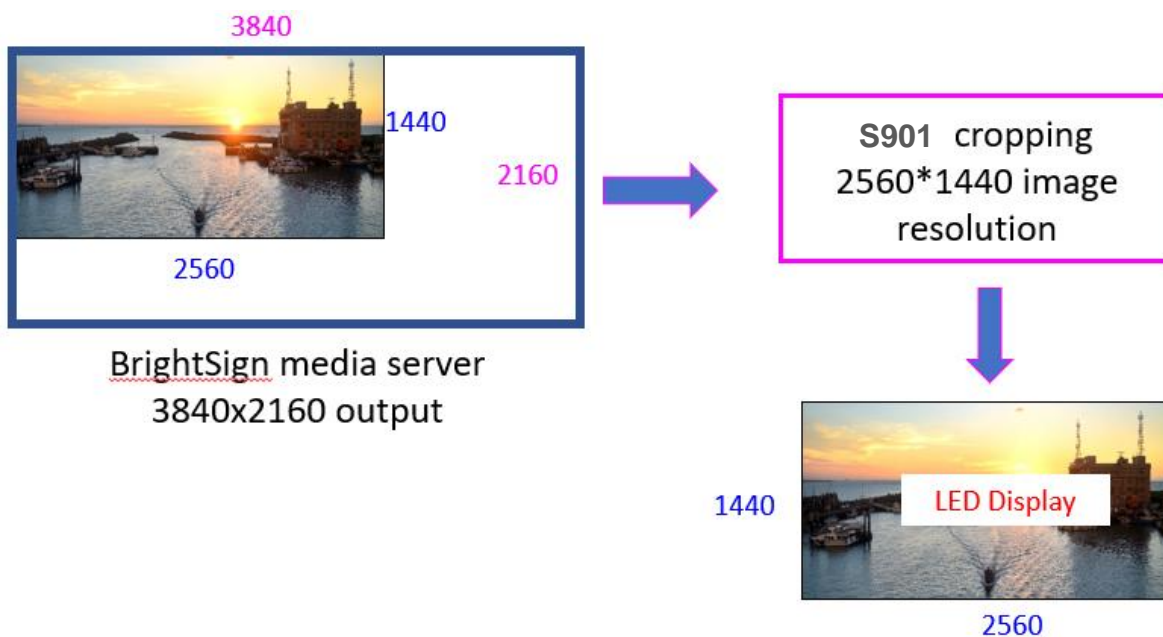 3840
1440
2160
2560
BrightSign media server
3840x2160 output
S901 cropping
2560*1440 image
resolution
LED Display
1440
2560